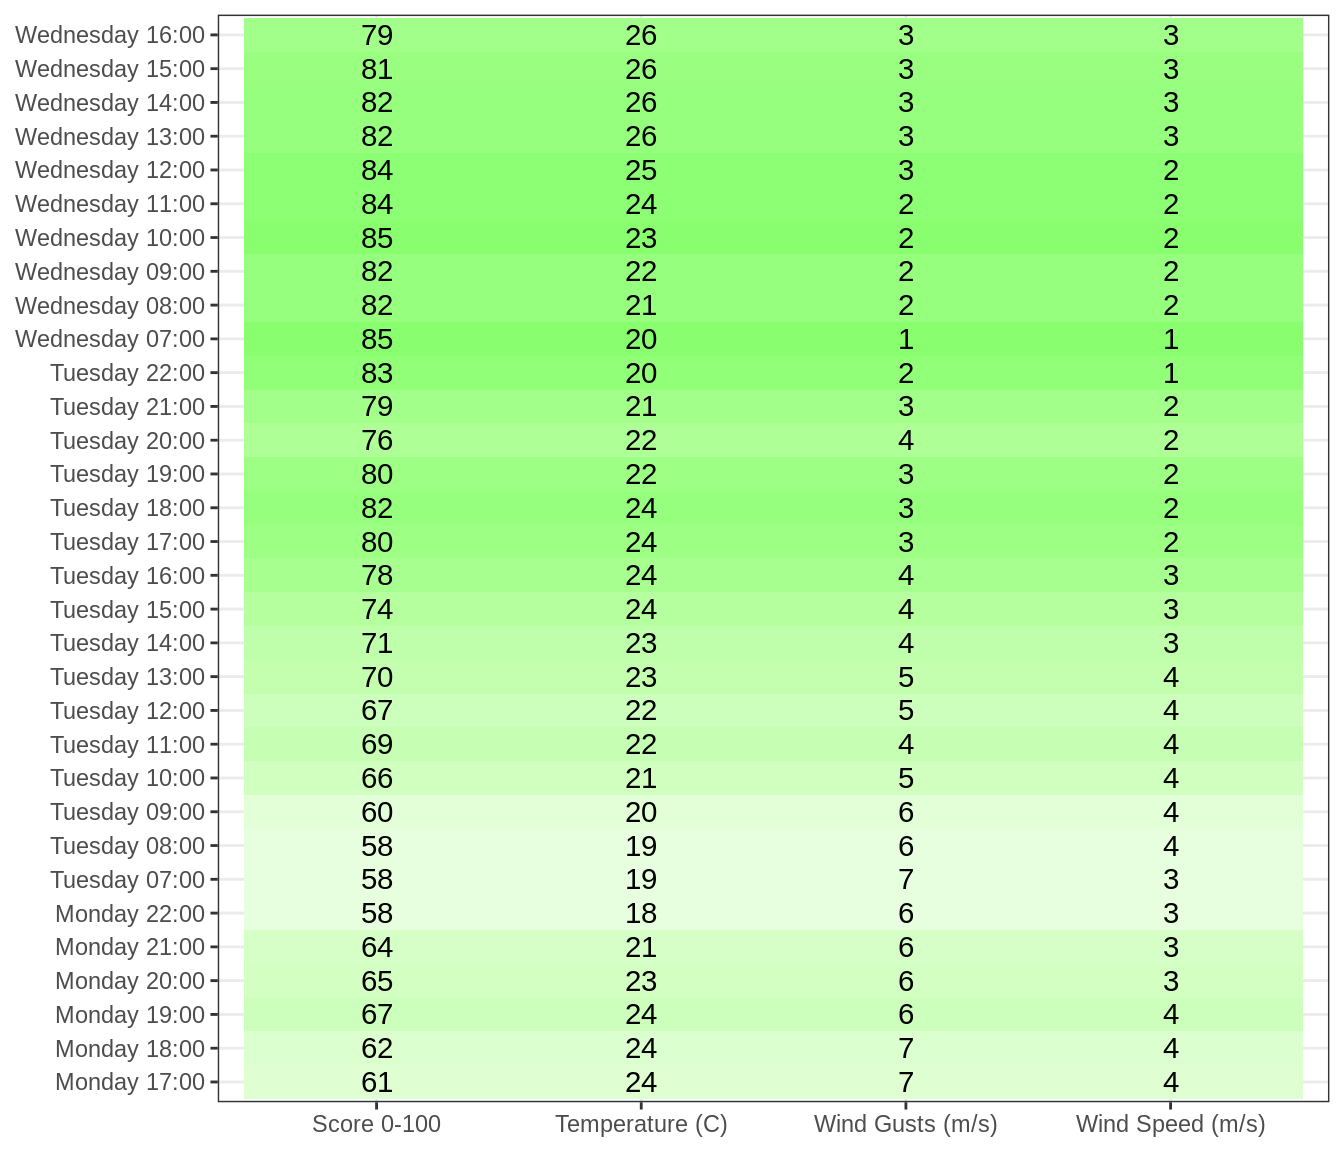 Wednesday 16:00 79 26 3 3
Wednesday 15:00 81 26 3 3
Wednesday 14:00 82 26 3 3
Wednesday 13:00 82 26 3 3
Wednesday 12:00 84 25 3 2
Wednesday 11:00 84 24 2 2
Wednesday 10:00 85 23 2 2
Wednesday 09:00 82 22 2 2
Wednesday 08:00 82 21 2 2
Wednesday 07:00 85 20 1 1
Tuesday 22:00 83 20 2 1
Tuesday 21:00 79 21 3 2
Tuesday 20:00 76 22 4 2
Tuesday 19:00 80 22 3 2
Tuesday 18:00 82 24 3 2
Tuesday 17:00 80 24 3 2
Tuesday 16:00 78 24 4 3
Tuesday 15:00 74 24 4 3
Tuesday 14:00 71 23 4 3
Tuesday 13:00 70 23 5 4
Tuesday 12:00 67 22 5 4
Tuesday 11:00 69 22 4 4
Tuesday 10:00 66 21 5 4
Tuesday 09:00 60 20 6 4
Tuesday 08:00 58 19 6 4
Tuesday 07:00 58 19 7 3
Monday 22:00 58 18 6 3
Monday 21:00 64 21 6 3
Monday 20:00 65 23 6 3
Monday 19:00 67 24 6 4
Monday 18:00 62 24 7 4
Monday 17:00 61 24 7 4
Score 0-100 Temperature (C) Wind Gusts (m/s) Wind Speed (m/s)